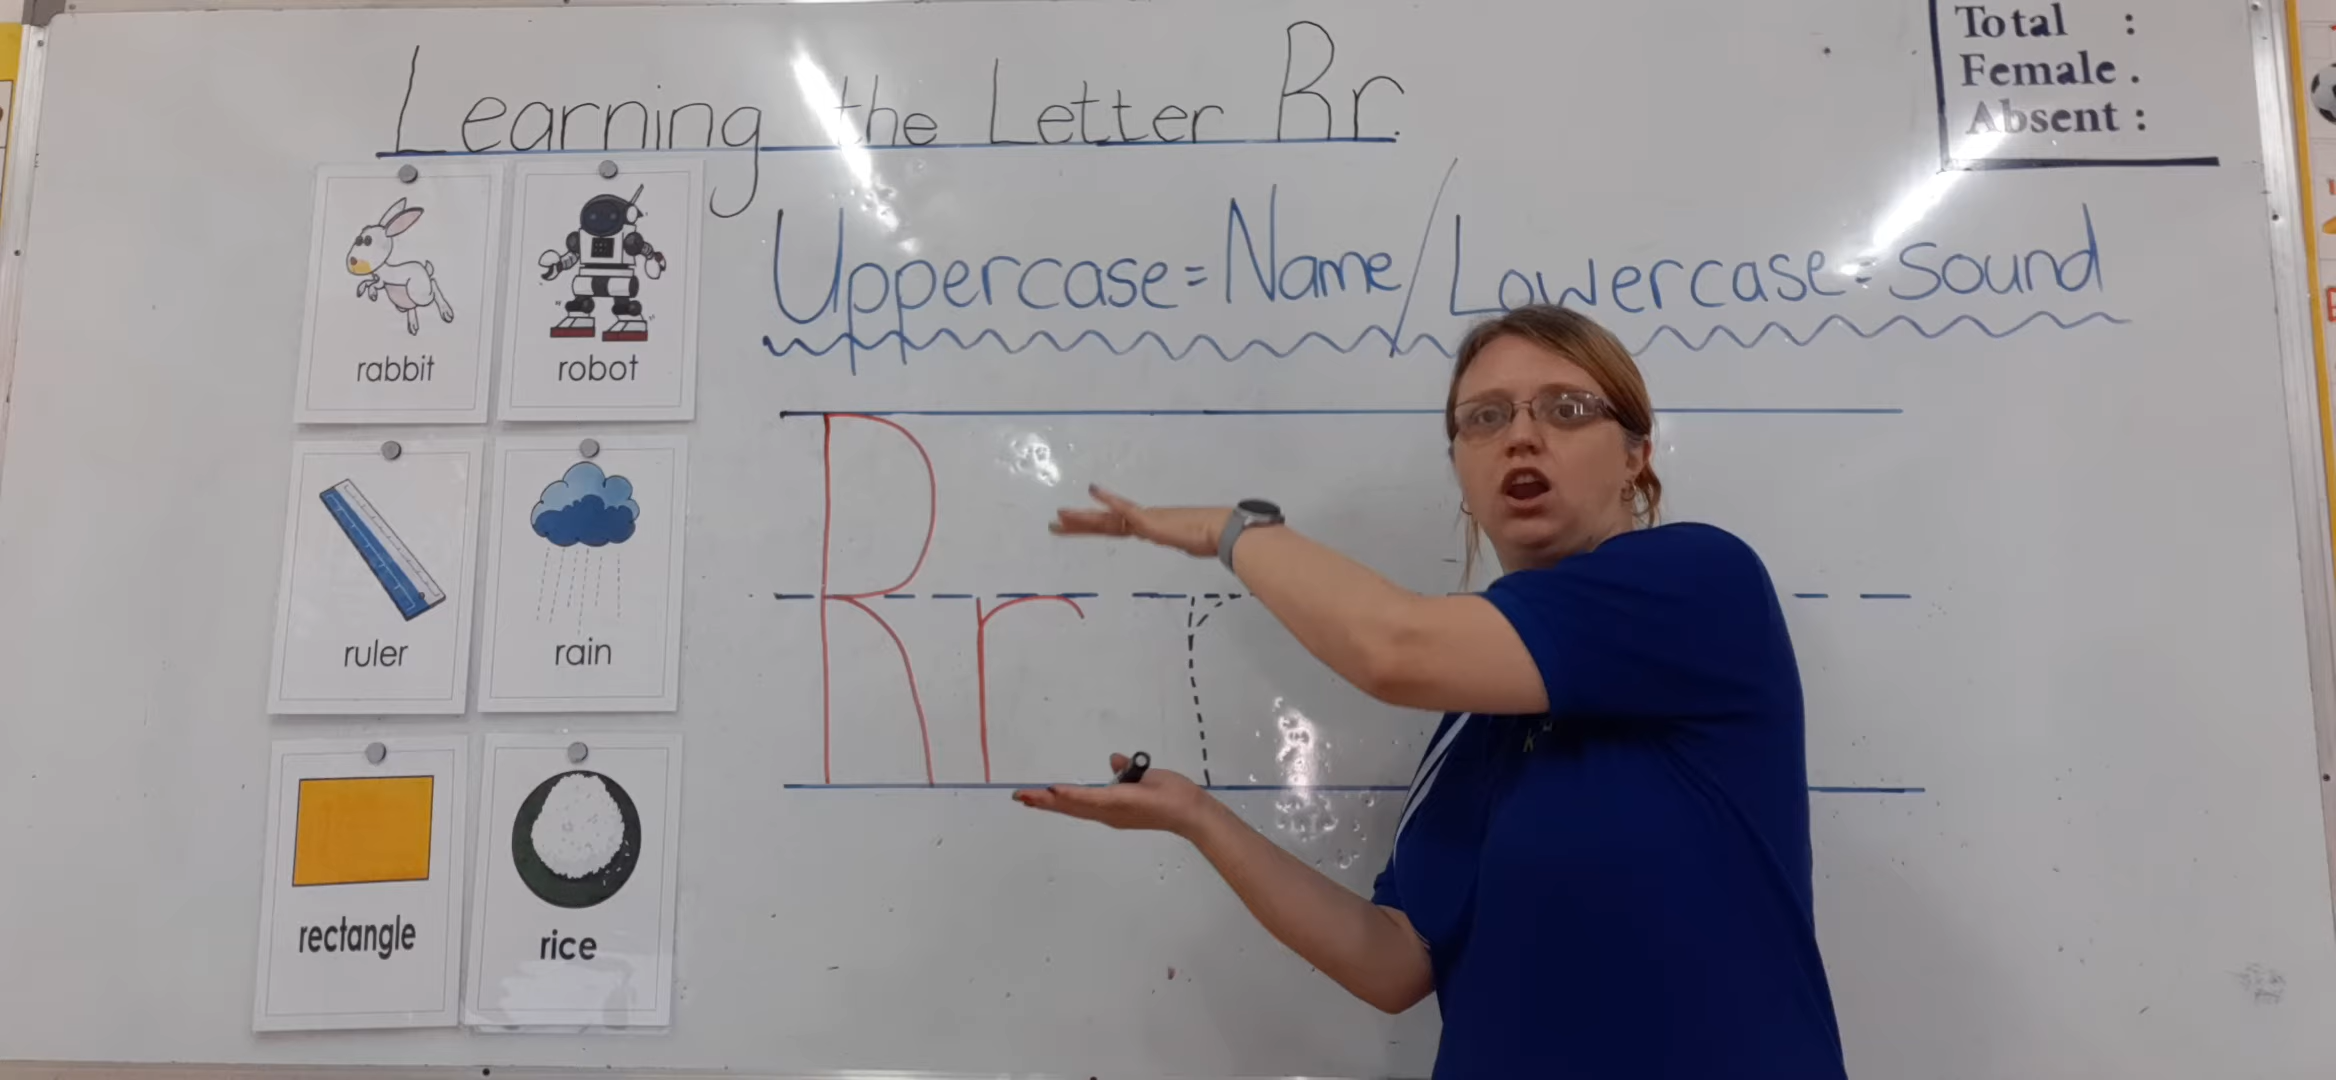 Learning the Letter Rr.
Total :
Female .
Absent :
Uppercase = Name / Lowercase = Sound
rabbit
robot
ruler
rain
rectangle
rice
R r r